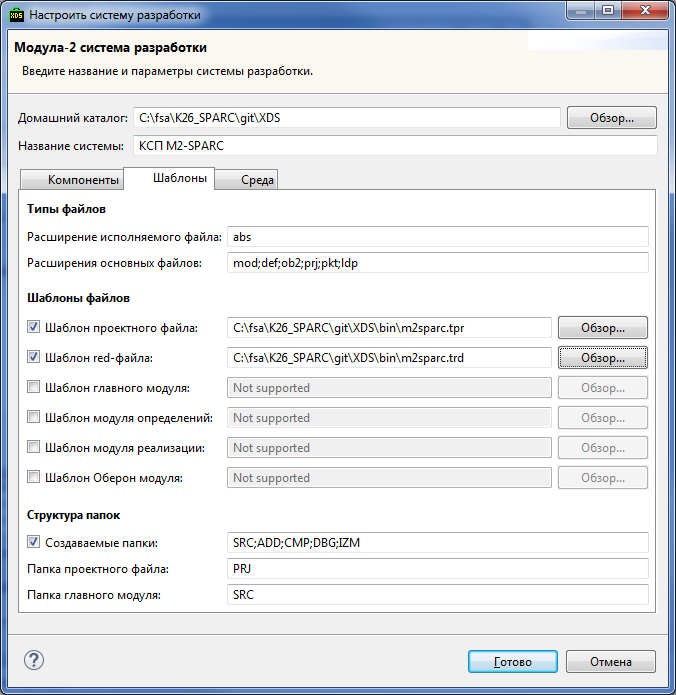 XDS Настроить систему разработки
Модула-2 система разработки
Введите название и параметры системы разработки.
Домашний каталог: C:\fsa\K26_SPARC\git\XDS Обзор...
Название системы: КСП М2-SPARC
Компоненты Шаблоны Среда
Типы файлов
Расширение исполняемого файла: abs
Расширения основных файлов: mod;def;ob2;prj;pkt;ldp
Шаблоны файлов
Шаблон проектного файла: C:\fsa\K26_SPARC\git\XDS\bin\m2sparc.tpr Обзор...
Шаблон red-файла: C:\fsa\K26_SPARC\git\XDS\bin\m2sparc.trd Обзор...
Шаблон главного модуля: Not supported Обзор...
Шаблон модуля определений: Not supported Обзор...
Шаблон модуля реализации: Not supported Обзор...
Шаблон Оберон модуля: Not supported Обзор...
Структура папок
Создаваемые папки: SRC;ADD;CMP;DBG;IZM
Папка проектного файла: PRJ
Папка главного модуля: SRC
? Готово Отмена